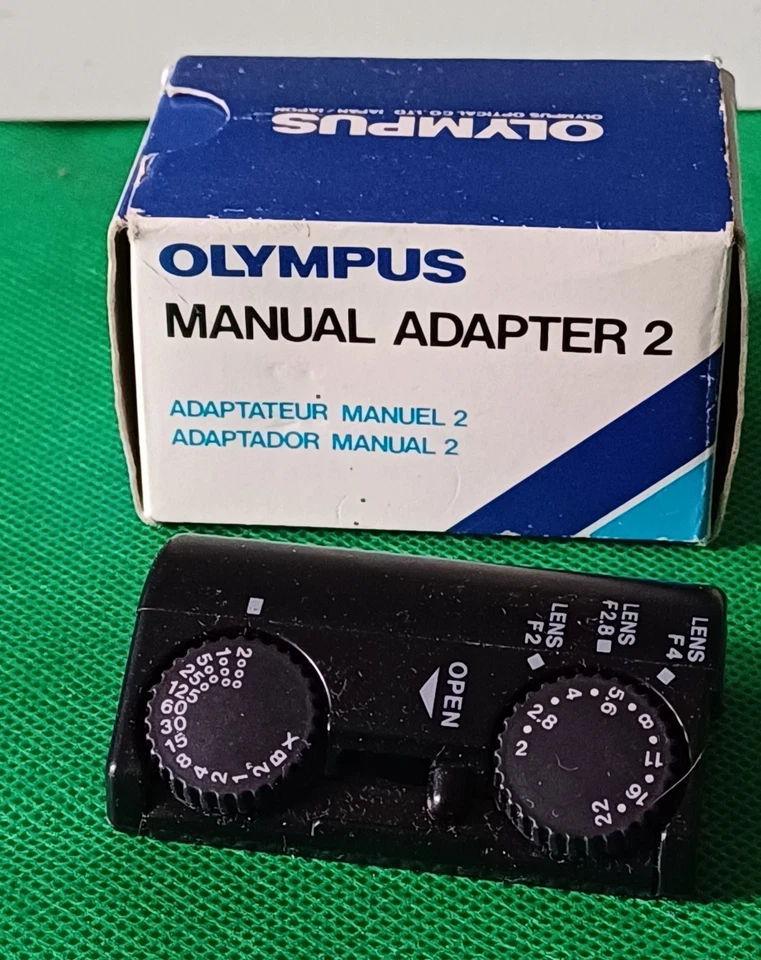 OLYMPUS OPTICAL CO., LTD. JAPAN / JAPON
OLYMPUS
OLYMPUS
MANUAL ADAPTER 2
ADAPTATEUR MANUEL 2
ADAPTADOR MANUAL 2
LENS
F2
LENS
F2.8
LENS
F4
OPEN
2000
1000
500
250
125
60
30
15
8
4
2
1
2
B
X
2
2.8
4
5.6
8
11
16
22